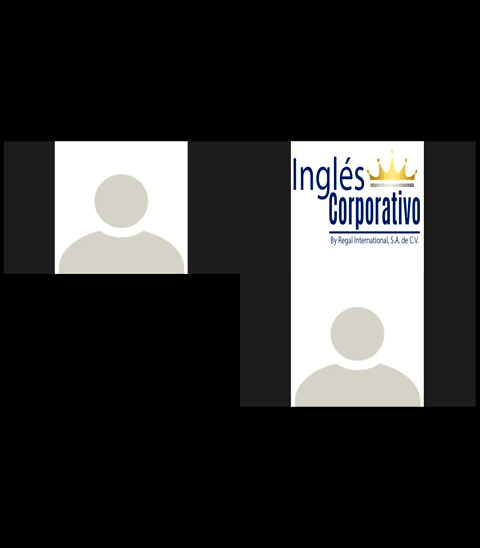 Inglés
Corporativo
By Regal International, S.A. de C.V.